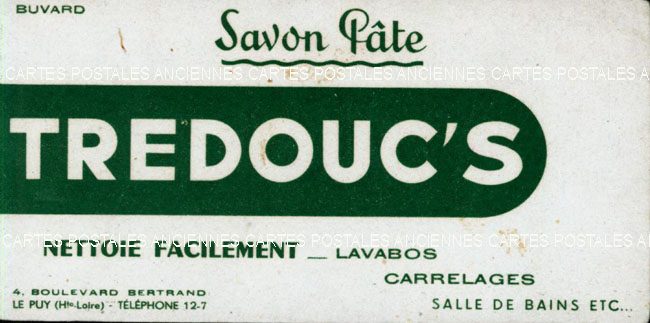 BUVARD
Savon Pâte
CARTES POSTALES ANCIENNES CARTES POSTALES ANCIENNES CARTES POSTALES ANCIENNES
TREDOUC'S
CARTES POSTALES ANCIENNES CARTES POSTALES ANCIENNES CARTES POSTALES ANCIENNES
NETTOIE FACILEMENT _ LAVABOS
CARRELAGES
4, BOULEVARD BERTRAND
LE PUY (Hte-Loire) - TÉLÉPHONE 12-7
SALLE DE BAINS ETC...